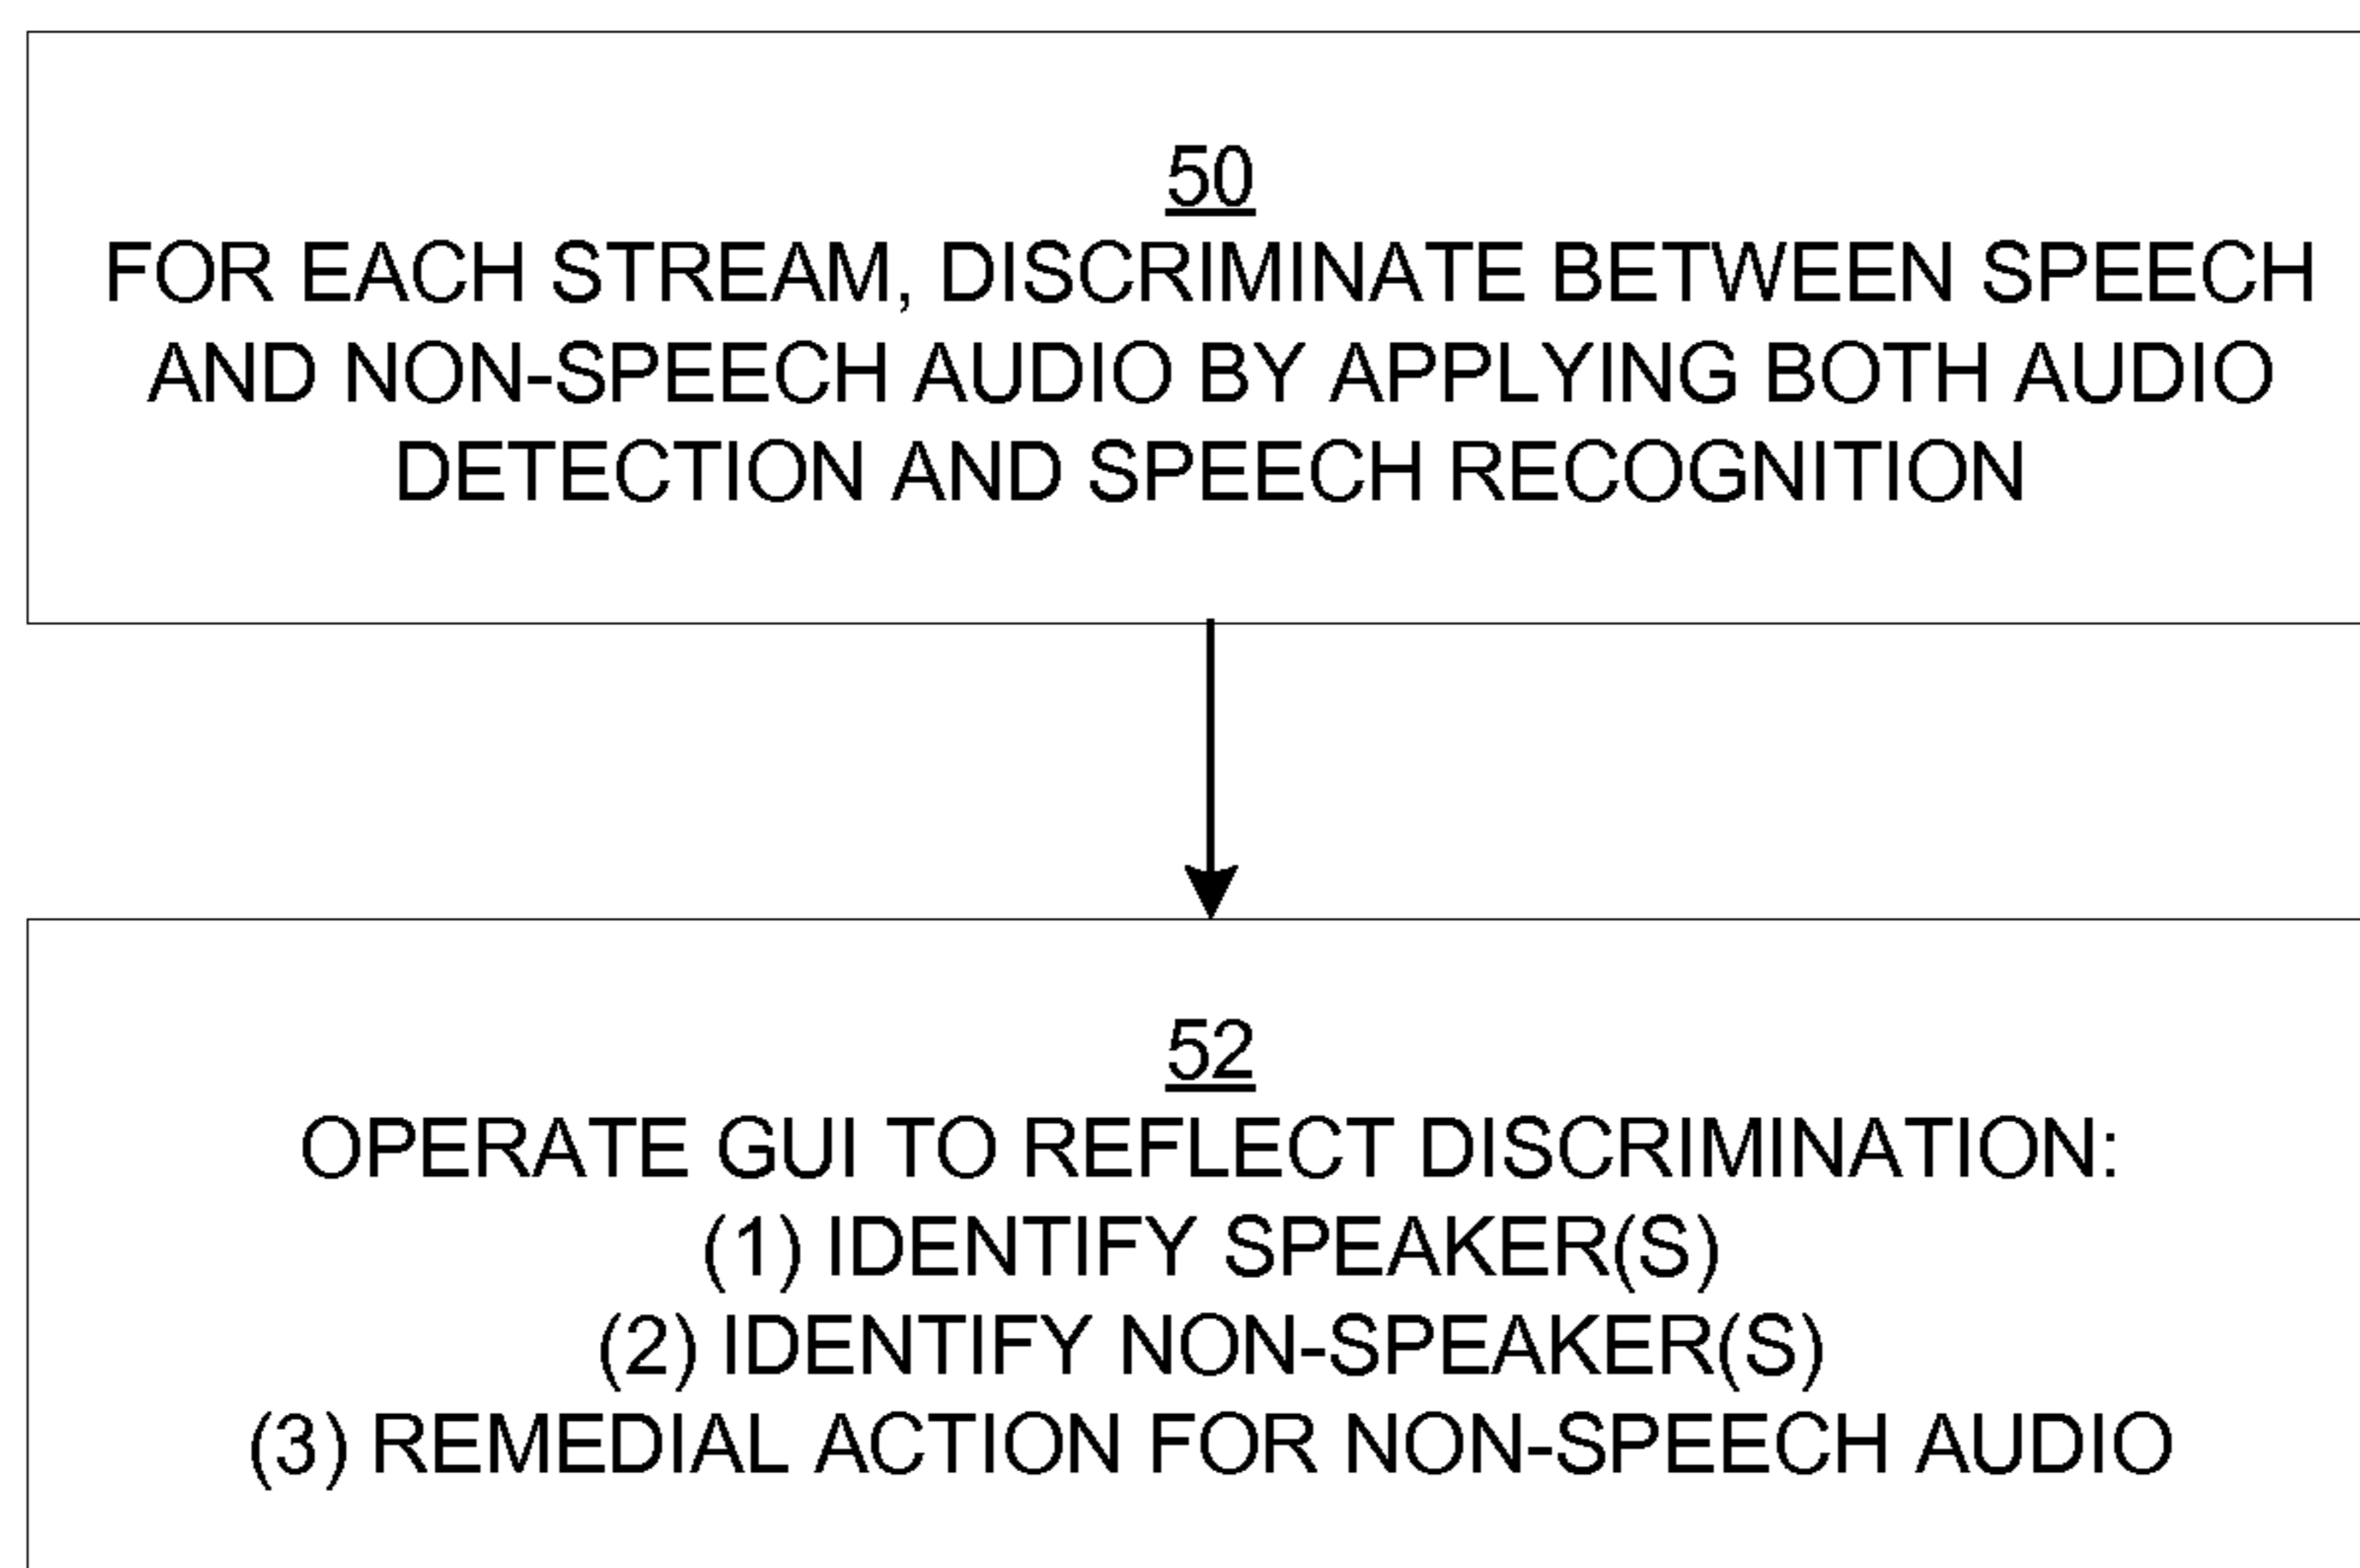 50
FOR EACH STREAM, DISCRIMINATE BETWEEN SPEECH
AND NON-SPEECH AUDIO BY APPLYING BOTH AUDIO
DETECTION AND SPEECH RECOGNITION
52
OPERATE GUI TO REFLECT DISCRIMINATION:
(1) IDENTIFY SPEAKER(S)
(2) IDENTIFY NON-SPEAKER(S)
(3) REMEDIAL ACTION FOR NON-SPEECH AUDIO